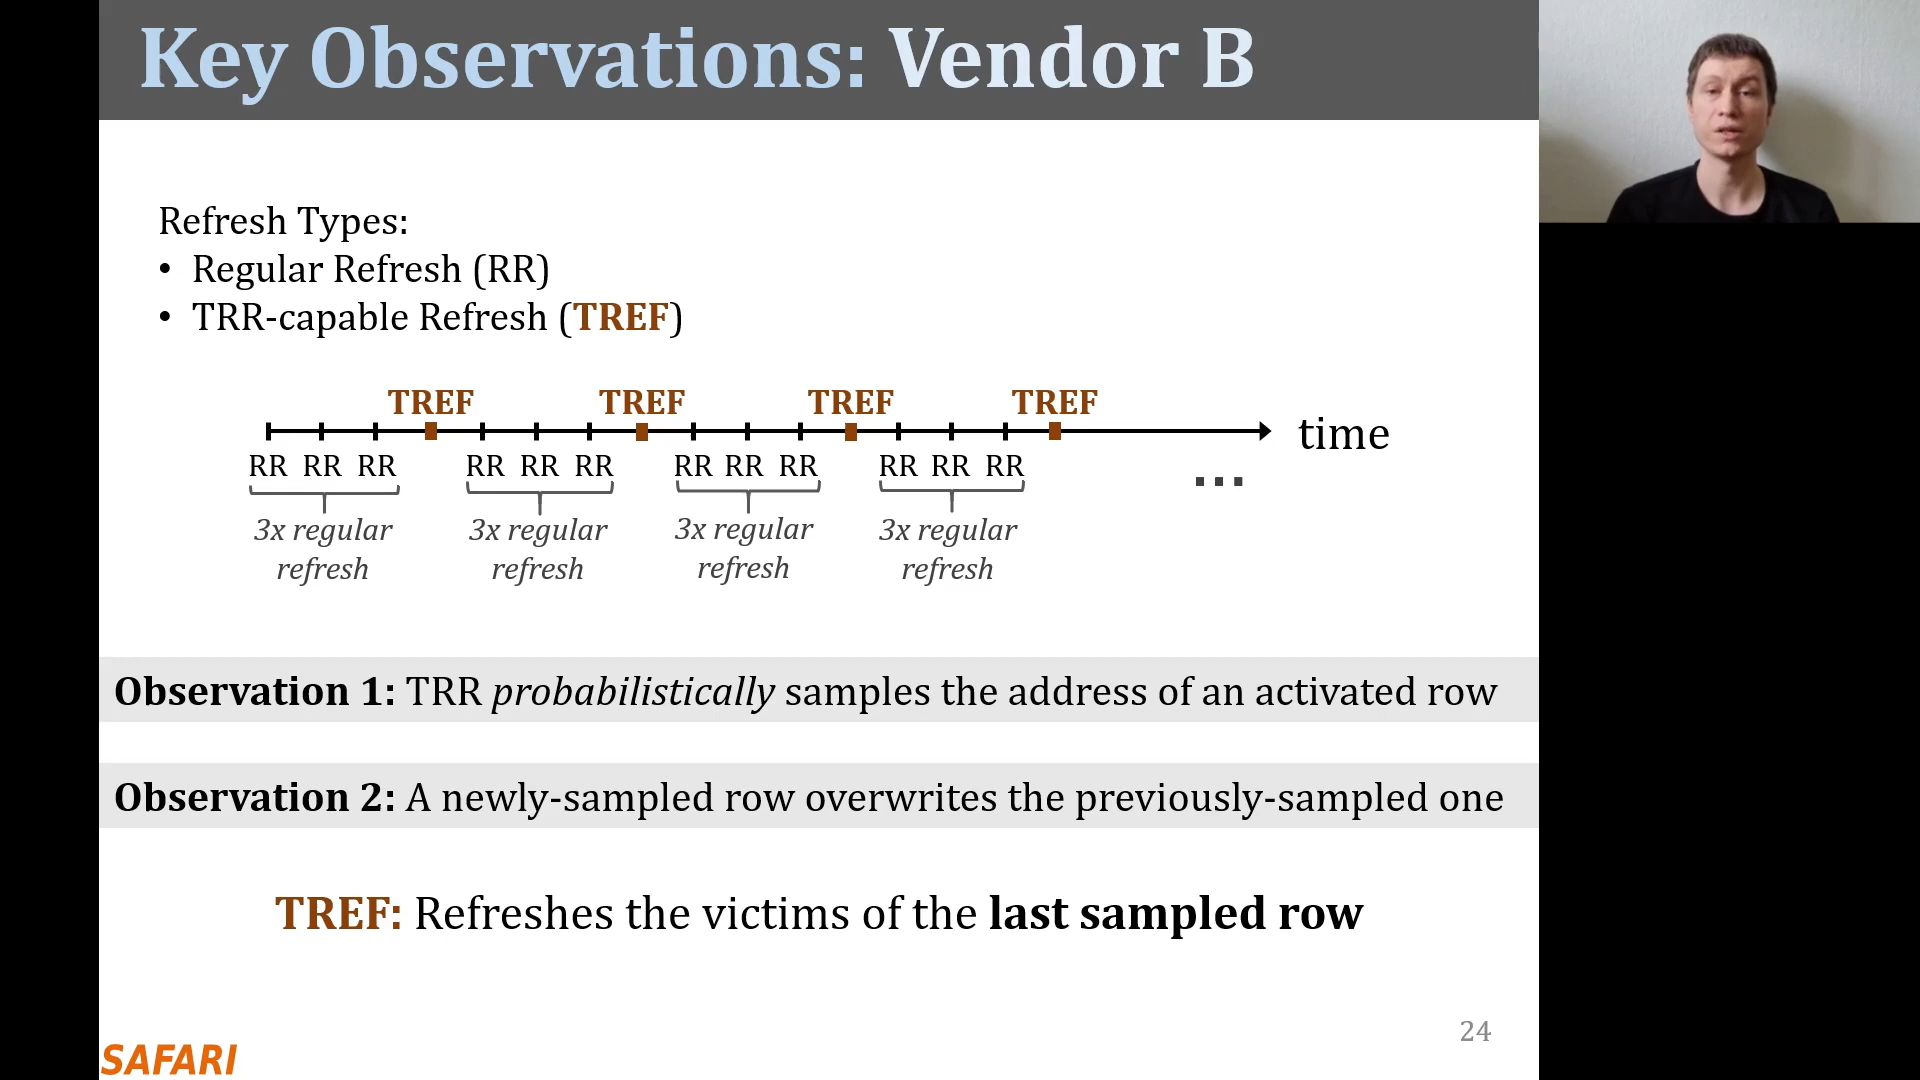 Key Observations: Vendor B
Refresh Types:
• Regular Refresh (RR)
• TRR-capable Refresh (TREF)
TREF TREF TREF TREF
time
RR RR RR RR RR RR RR RR RR RR RR RR
...
3x regular 3x regular 3x regular 3x regular
refresh refresh refresh refresh
Observation 1: TRR probabilistically samples the address of an activated row
Observation 2: A newly-sampled row overwrites the previously-sampled one
TREF: Refreshes the victims of the last sampled row
24
SAFARI